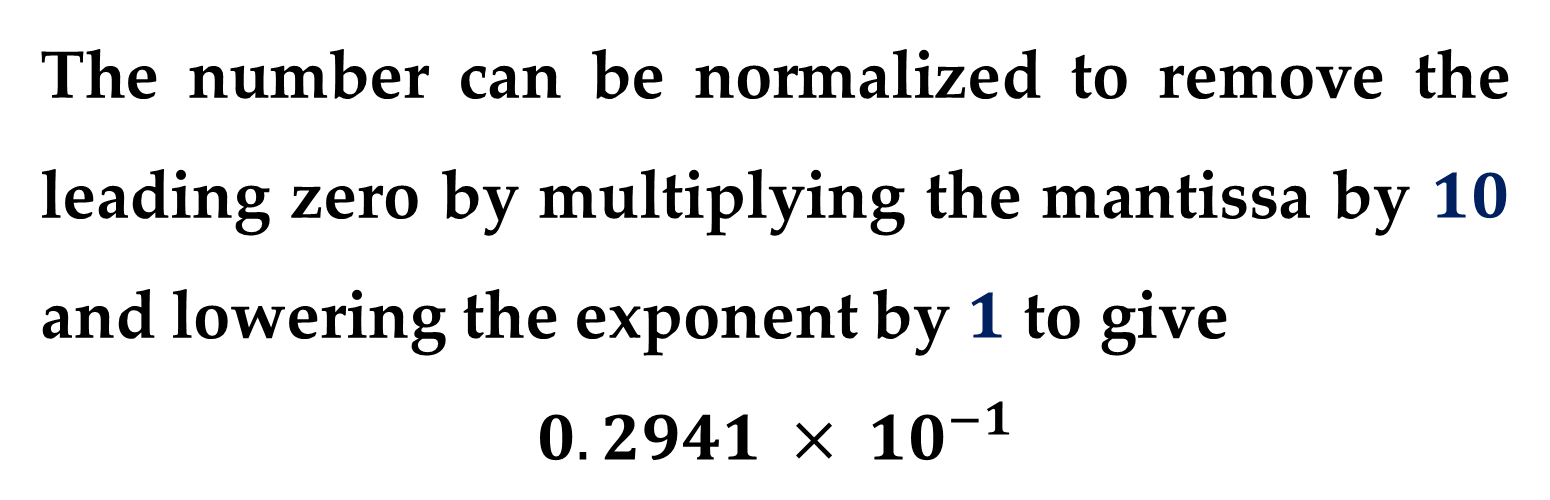 The number can be normalized to remove the
leading zero by multiplying the mantissa by 10
and lowering the exponent by 1 to give
0.2941 × 10⁻¹